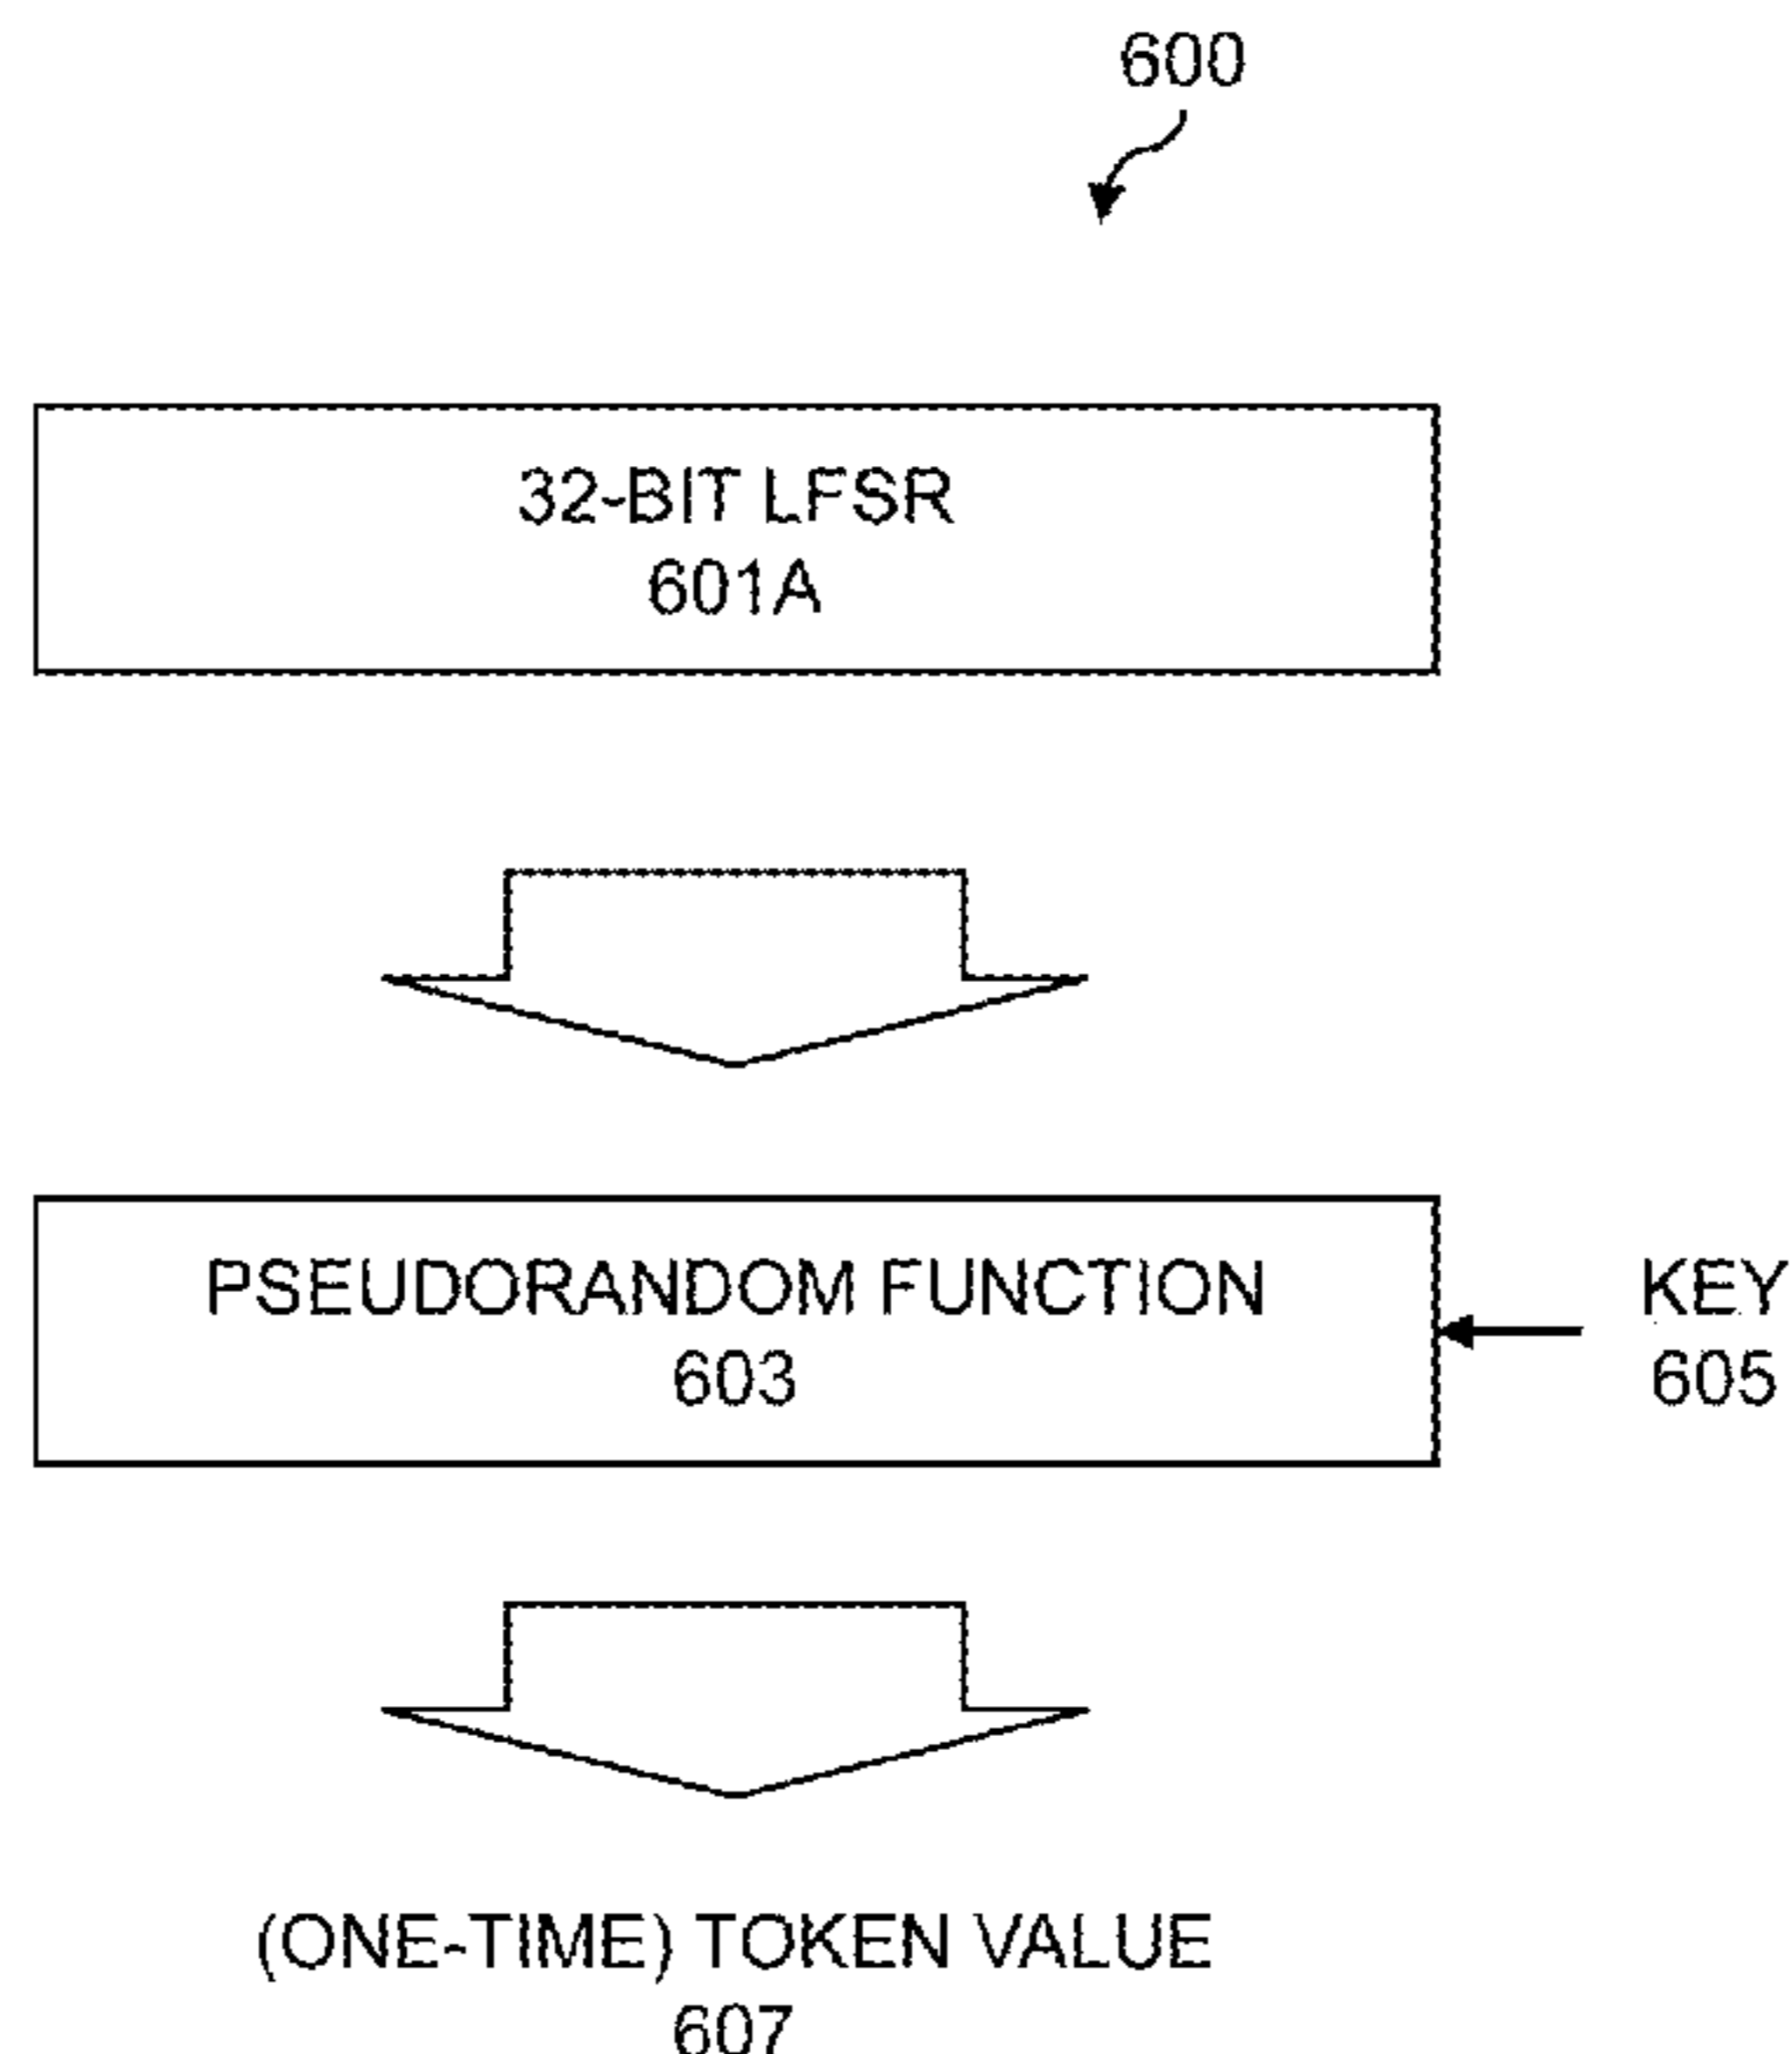 600
32-BIT LFSR
601A
PSEUDORANDOM FUNCTION
603
KEY
605
(ONE-TIME) TOKEN VALUE
607